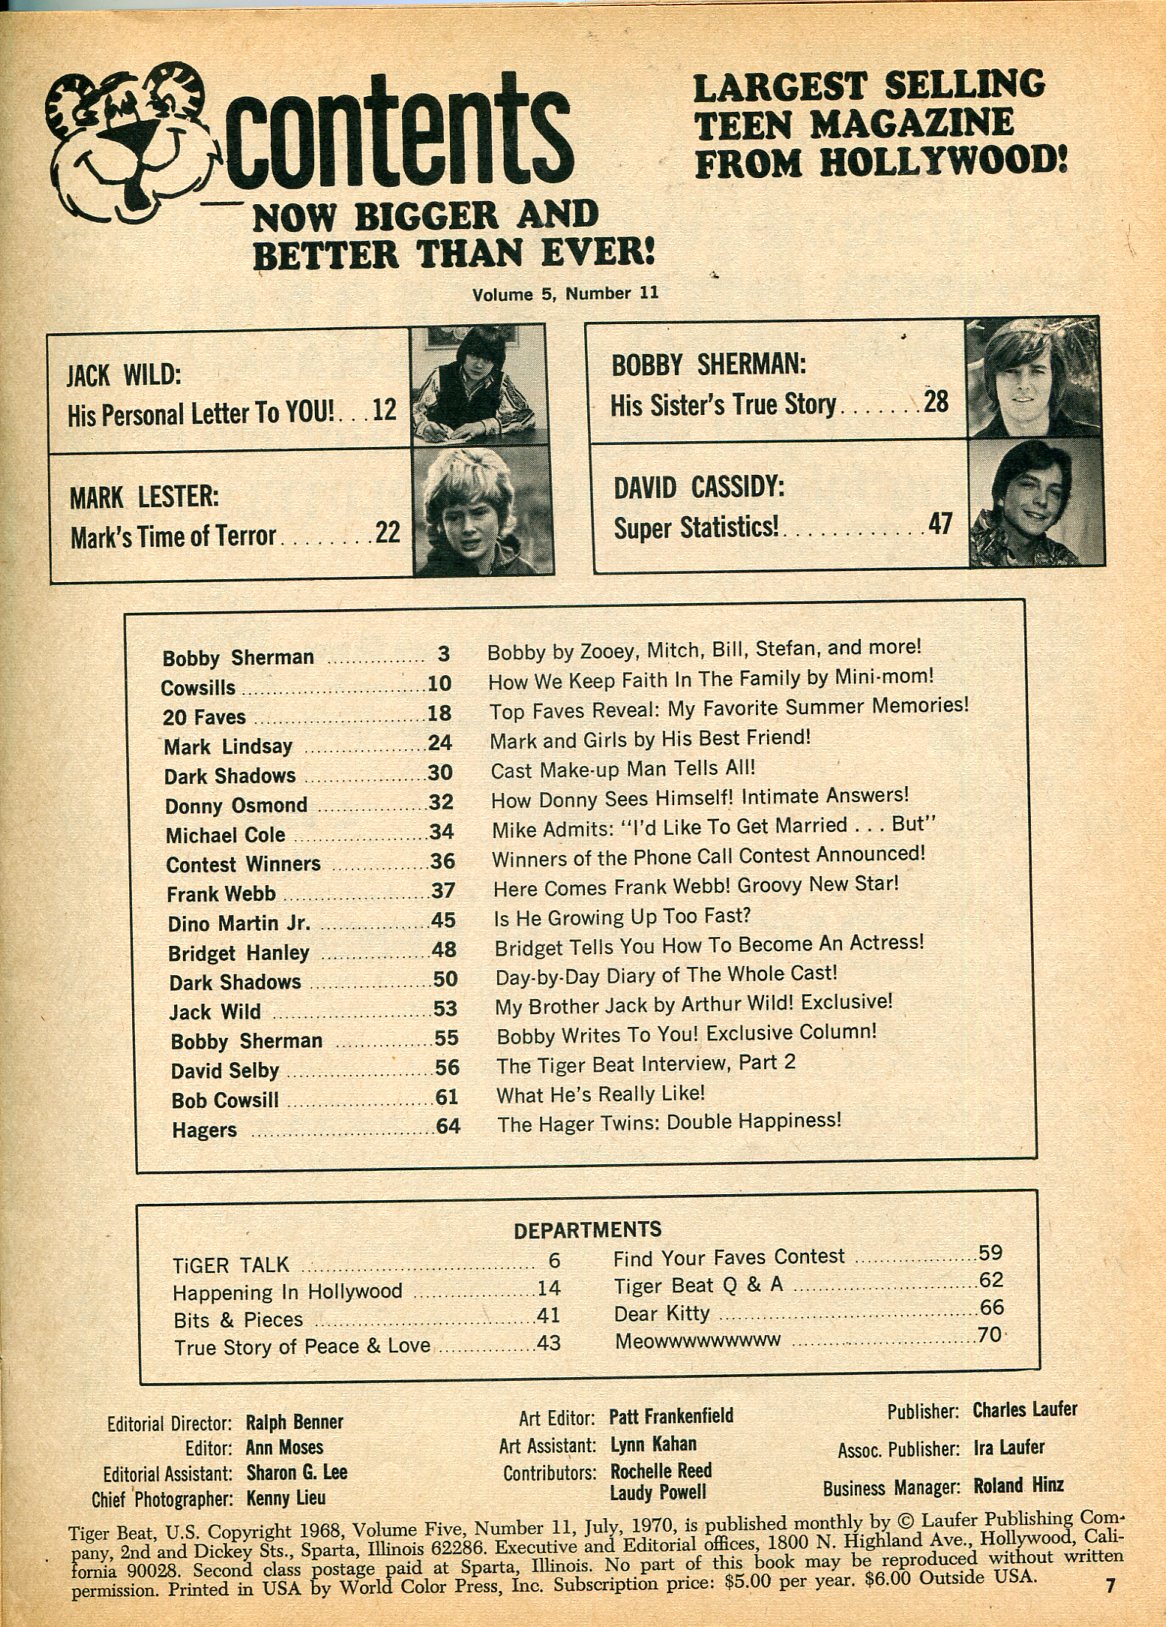 contents
NOW BIGGER AND
BETTER THAN EVER!
LARGEST SELLING
TEEN MAGAZINE
FROM HOLLYWOOD!
Volume 5, Number 11
JACK WILD:
His Personal Letter To YOU!. . . 12
MARK LESTER:
Mark's Time of Terror . . . . . . . . 22
BOBBY SHERMAN:
His Sister's True Story . . . . . . . 28
DAVID CASSIDY:
Super Statistics! . . . . . . . . . . . . 47
Bobby Sherman ................ 3 Bobby by Zooey, Mitch, Bill, Stefan, and more!
Cowsills ............................ 10 How We Keep Faith In The Family by Mini-mom!
20 Faves .......................... 18 Top Faves Reveal: My Favorite Summer Memories!
Mark Lindsay ................... 24 Mark and Girls by His Best Friend!
Dark Shadows ................... 30 Cast Make-up Man Tells All!
Donny Osmond ................. 32 How Donny Sees Himself! Intimate Answers!
Michael Cole ..................... 34 Mike Admits: "I'd Like To Get Married . . . But"
Contest Winners ............... 36 Winners of the Phone Call Contest Announced!
Frank Webb ....................... 37 Here Comes Frank Webb! Groovy New Star!
Dino Martin Jr. ................. 45 Is He Growing Up Too Fast?
Bridget Hanley ................. 48 Bridget Tells You How To Become An Actress!
Dark Shadows ................... 50 Day-by-Day Diary of The Whole Cast!
Jack Wild ......................... 53 My Brother Jack by Arthur Wild! Exclusive!
Bobby Sherman ............... 55 Bobby Writes To You! Exclusive Column!
David Selby ....................... 56 The Tiger Beat Interview, Part 2
Bob Cowsill ....................... 61 What He's Really Like!
Hagers ............................. 64 The Hager Twins: Double Happiness!
DEPARTMENTS
TiGER TALK .................................... 6
Happening In Hollywood ................... 14
Bits & Pieces ................................... 41
True Story of Peace & Love ............... 43
Find Your Faves Contest ................... 59
Tiger Beat Q & A ............................. 62
Dear Kitty ........................................ 66
Meowwwwwwwww ............................. 70
Editorial Director: Ralph Benner
Editor: Ann Moses
Editorial Assistant: Sharon G. Lee
Chief Photographer: Kenny Lieu
Art Editor: Patt Frankenfield
Art Assistant: Lynn Kahan
Contributors: Rochelle Reed
Laudy Powell
Publisher: Charles Laufer
Assoc. Publisher: Ira Laufer
Business Manager: Roland Hinz
Tiger Beat, U.S. Copyright 1968, Volume Five, Number 11, July, 1970, is published monthly by © Laufer Publishing Com-
pany, 2nd and Dickey Sts., Sparta, Illinois 62286. Executive and Editorial offices, 1800 N. Highland Ave., Hollywood, Cali-
fornia 90028. Second class postage paid at Sparta, Illinois. No part of this book may be reproduced without written
permission. Printed in USA by World Color Press, Inc. Subscription price: $5.00 per year. $6.00 Outside USA.
7